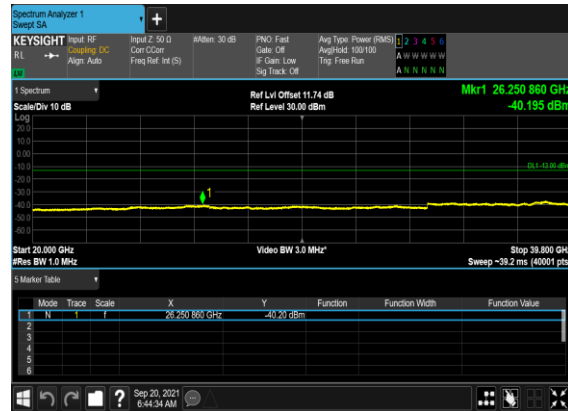 Spectrum Analyzer 1
Swept SA
+
KEYSIGHT
RL
Input: RF
Coupling: DC
Align: Auto
Input Z: 50 Ω
Corr CCorr
Freq Ref: Int (S)
#Atten: 30 dB
PNO: Fast
Gate: Off
IF Gain: Low
Sig Track: Off
Avg Type: Power (RMS)
Avg|Hold: 100/100
Trig: Free Run
1 2 3 4 5 6
A W W W W W
A N N N N N
1 Spectrum
Scale/Div 10 dB
Log
Ref Lvl Offset 11.74 dB
Ref Level 30.00 dBm
Mkr1 26.250 860 GHz
-40.195 dBm
20.0
10.0
0.00
-10.0
DL1 -13.00 dBm
-20.0
-30.0
1
-40.0
-50.0
-60.0
Start 20.000 GHz
#Res BW 1.0 MHz
Video BW 3.0 MHz*
Stop 39.800 GHz
Sweep ~39.2 ms (40001 pts)
5 Marker Table
Mode Trace Scale X Y Function Function Width Function Value
1 N 1 f 26.250 860 GHz -40.20 dBm
2
3
4
5
6
?
Sep 20, 2021
6:44:34 AM